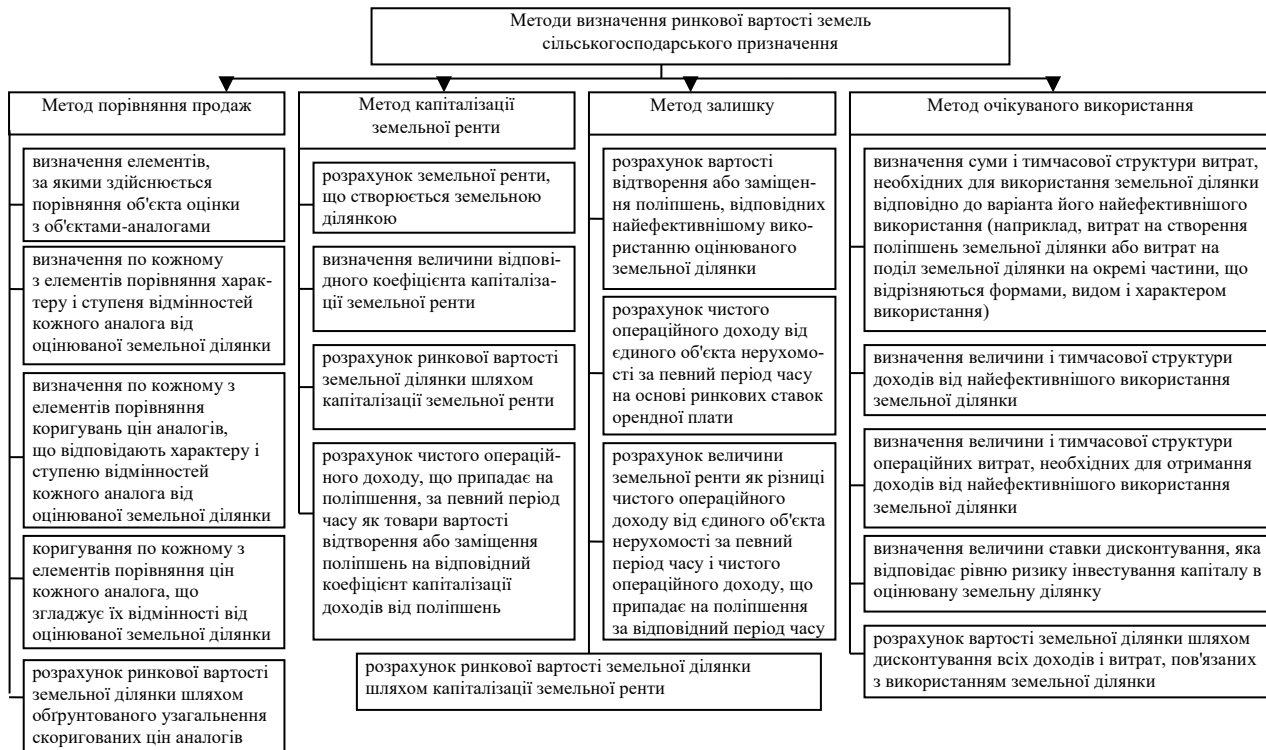 Методи визначення ринкової вартості земель
сільськогосподарського призначення
Метод порівняння продаж
визначення елементів,
за якими здійснюється
порівняння об'єкта оцінки
з об'єктами-аналогами
визначення по кожному
з елементів порівняння харак-
теру і ступеня відмінностей
кожного аналога від
оцінюваної земельної ділянки
визначення по кожному з
елементів порівняння
коригувань цін аналогів,
що відповідають характеру і
ступеню відмінностей
кожного аналога від
оцінюваної земельної ділянки
коригування по кожному з
елементів порівняння цін
кожного аналога, що
згладжує їх відмінності від
оцінюваної земельної ділянки
розрахунок ринкової вартості
земельної ділянки шляхом
обґрунтованого узагальнення
скоригованих цін аналогів
Метод капіталізації
земельної ренти
розрахунок земельної ренти,
що створюється земельною
ділянкою
визначення величини відпові-
дного коефіцієнта капіталіза-
ції земельної ренти
розрахунок ринкової вартості
земельної ділянки шляхом
капіталізації земельної ренти
розрахунок чистого операцій-
ного доходу, що припадає на
поліпшення, за певний період
часу як товари вартості
відтворення або заміщення
поліпшень на відповідний
коефіцієнт капіталізації
доходів від поліпшень
Метод залишку
розрахунок вартості
відтворення або заміщен-
ня поліпшень, відповідних
найефективнішому вико-
ристанню оцінюваного
земельної ділянки
розрахунок чистого
операційного доходу від
єдиного об'єкта нерухомо-
сті за певний період часу
на основі ринкових ставок
орендної плати
розрахунок величини
земельної ренти як різниці
чистого операційного
доходу від єдиного об'єкта
нерухомості за певний
період часу і чистого
операційного доходу, що
припадає на поліпшення
за відповідний період часу
розрахунок ринкової вартості земельної ділянки
шляхом капіталізації земельної ренти
Метод очікуваного використання
визначення суми і тимчасової структури витрат,
необхідних для використання земельної ділянки
відповідно до варіанта його найефективнішого
використання (наприклад, витрат на створення
поліпшень земельної ділянки або витрат на
поділ земельної ділянки на окремі частини, що
відрізняються формами, видом і характером
використання)
визначення величини і тимчасової структури
доходів від найефективнішого використання
земельної ділянки
визначення величини і тимчасової структури
операційних витрат, необхідних для отримання
доходів від найефективнішого використання
земельної ділянки
визначення величини ставки дисконтування, яка
відповідає рівню ризику інвестування капіталу в
оцінювану земельну ділянку
розрахунок вартості земельної ділянки шляхом
дисконтування всіх доходів і витрат, пов'язаних
з використанням земельної ділянки